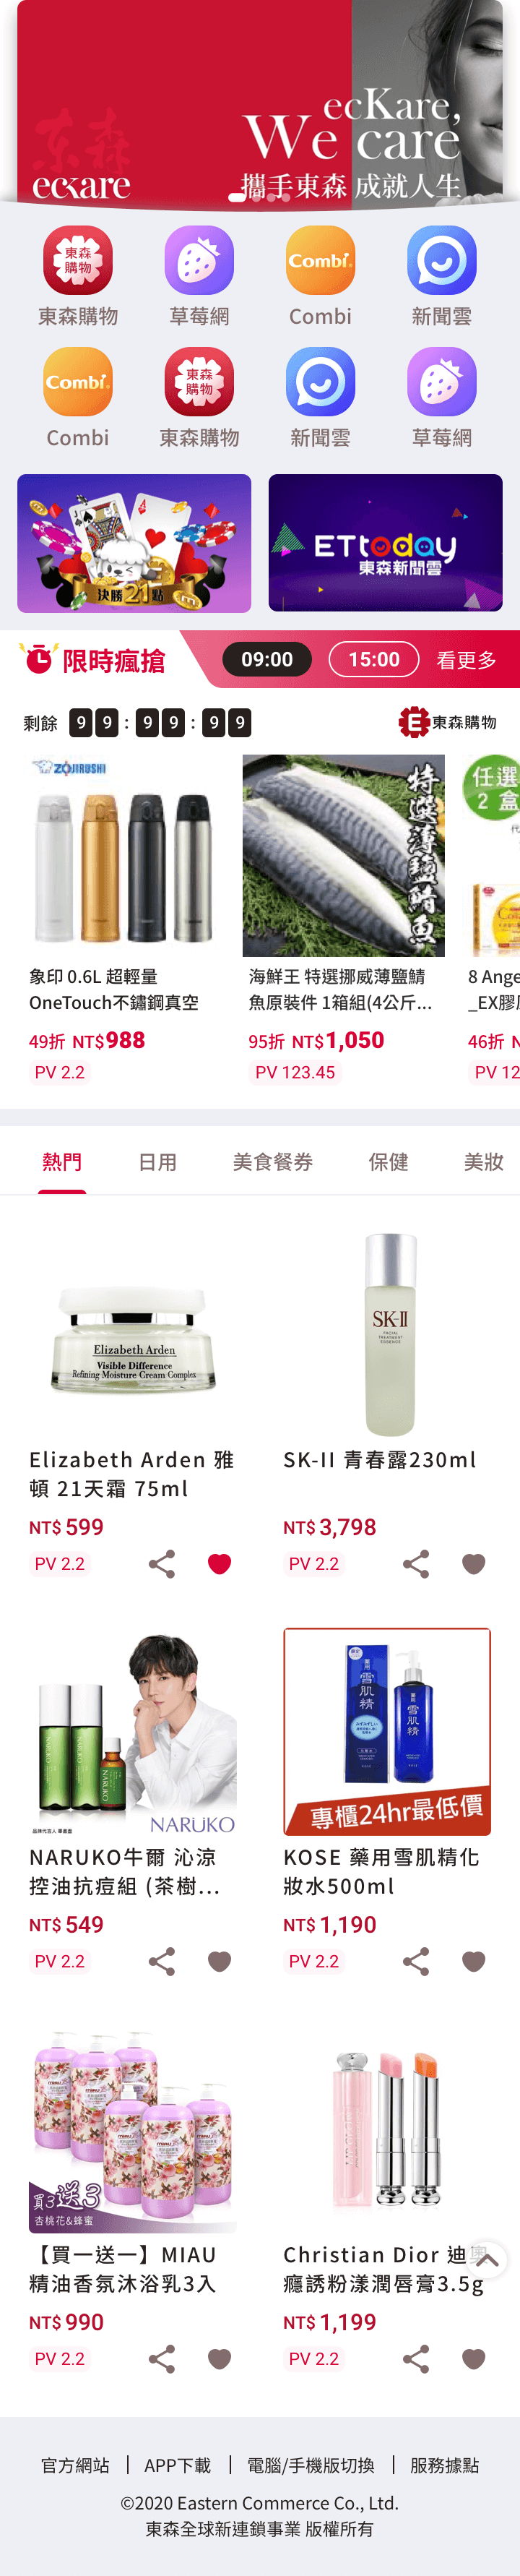 ecKare,
We care
攜手東森 成就人生
东森
eckare
東森
購物
Combi
東森購物
草莓網
Combi
新聞雲
Combi
東森
購物
Combi
東森購物
新聞雲
草莓網
決勝21點
ETtoday
東森新聞雲
限時瘋搶
09:00
15:00
看更多
剩餘 9 9 : 9 9 : 9 9
東森購物
ZOJIRUSHI
特選薄鹽鯖魚
任選
2 盒
象印 0.6L 超輕量
OneTouch不鏽鋼真空
49折 NT$988
PV 2.2
海鮮王 特選挪威薄鹽鯖
魚原裝件 1箱組(4公斤...
95折 NT$1,050
PV 123.45
8 Ange
_EX膠
46折 N
PV 12
熱門
日用
美食餐券
保健
美妝
Elizabeth Arden
Visible Difference
Refining Moisture Cream Complex
SK-II
FACIAL
TREATMENT
ESSENCE
Elizabeth Arden 雅
頓 21天霜 75ml
NT$ 599
PV 2.2
SK-II 青春露230ml
NT$ 3,798
PV 2.2
NARUKO
品牌代言人 畢書盡
NARUKO
雪肌精
雪肌精
專櫃24hr最低價
NARUKO牛爾 沁涼
控油抗痘組 (茶樹...
NT$ 549
PV 2.2
KOSE 藥用雪肌精化
妝水500ml
NT$ 1,190
PV 2.2
買3送3
杏桃花&蜂蜜
【買一送一】MIAU
精油香氛沐浴乳3入
NT$ 990
PV 2.2
Christian Dior 迪奧
癮誘粉漾潤唇膏3.5g
NT$ 1,199
PV 2.2
官方網站 | APP下載 | 電腦/手機版切換 | 服務據點
©2020 Eastern Commerce Co., Ltd.
東森全球新連鎖事業 版權所有